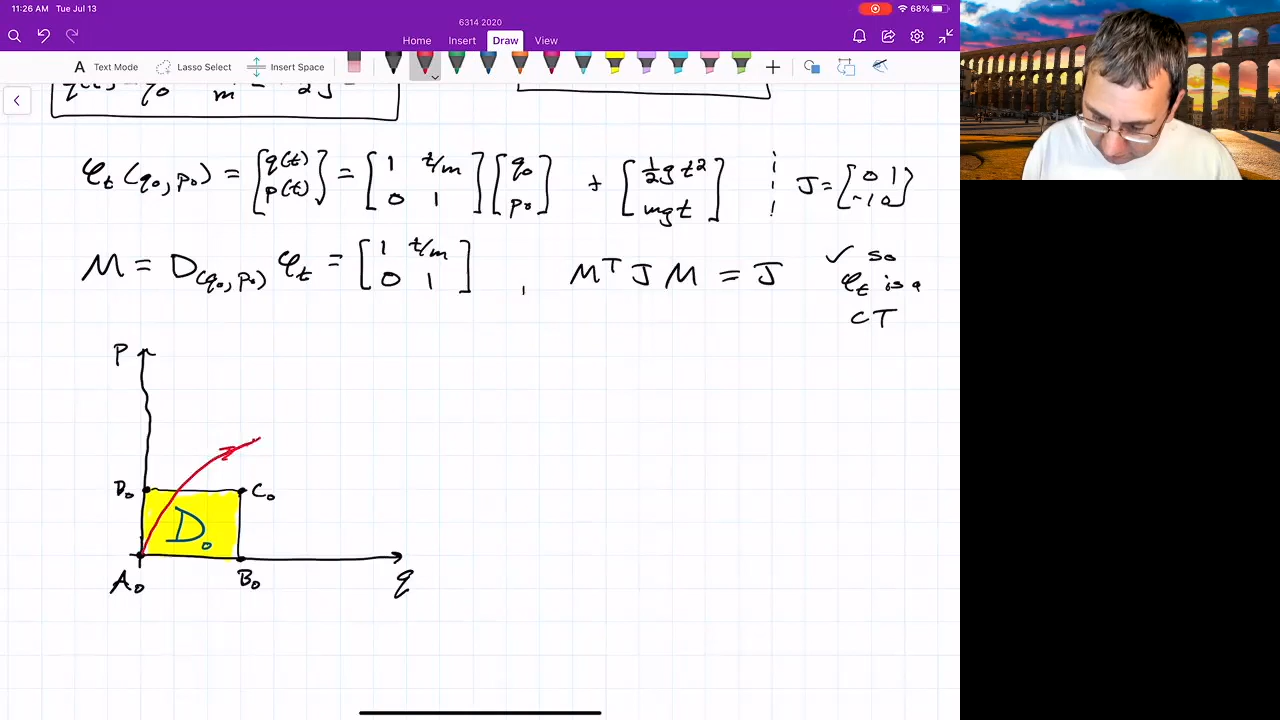 11:26 AM Tue Jul 13
68%
6314 2020
Home Insert Draw View
Text Mode Lasso Select Insert Space
φₜ(q₀, p₀) = [q(t) p(t)] = [1 t/m 0 1] [q₀ p₀] + [½gt² mgt] J = [0 1 -1 0]
M = D(q₀, p₀) φₜ = [1 t/m 0 1] , Mᵀ J M = J ✓ so
φₜ is a
CT
P
D₀ C₀
D₀
A₀ B₀ q